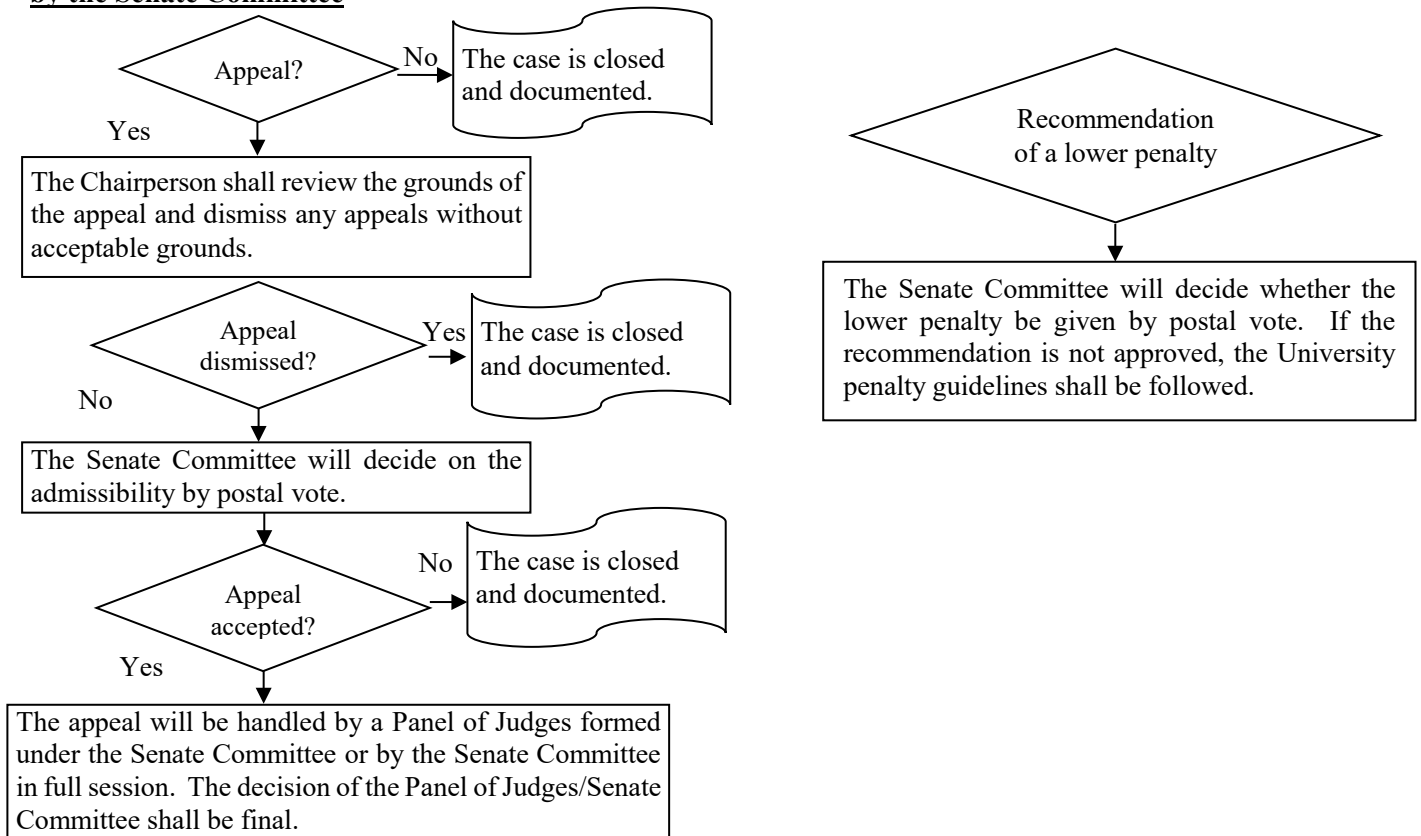 by the Senate Committee
Appeal?
No
The case is closed
and documented.
Yes
The Chairperson shall review the grounds of
the appeal and dismiss any appeals without
acceptable grounds.
Appeal
dismissed?
Yes
The case is closed
and documented.
No
The Senate Committee will decide on the
admissibility by postal vote.
Appeal
accepted?
No
The case is closed
and documented.
Yes
The appeal will be handled by a Panel of Judges formed
under the Senate Committee or by the Senate Committee
in full session. The decision of the Panel of Judges/Senate
Committee shall be final.
Recommendation
of a lower penalty
The Senate Committee will decide whether the
lower penalty be given by postal vote. If the
recommendation is not approved, the University
penalty guidelines shall be followed.